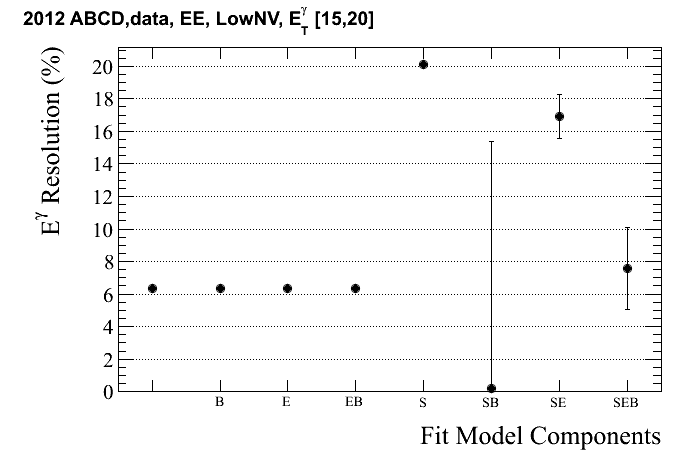 2012 ABCD,data, EE, LowNV, E_T^γ [15,20]
E^γ Resolution (%)
20
18
16
14
12
10
8
6
4
2
0
B E EB S SB SE SEB
Fit Model Components